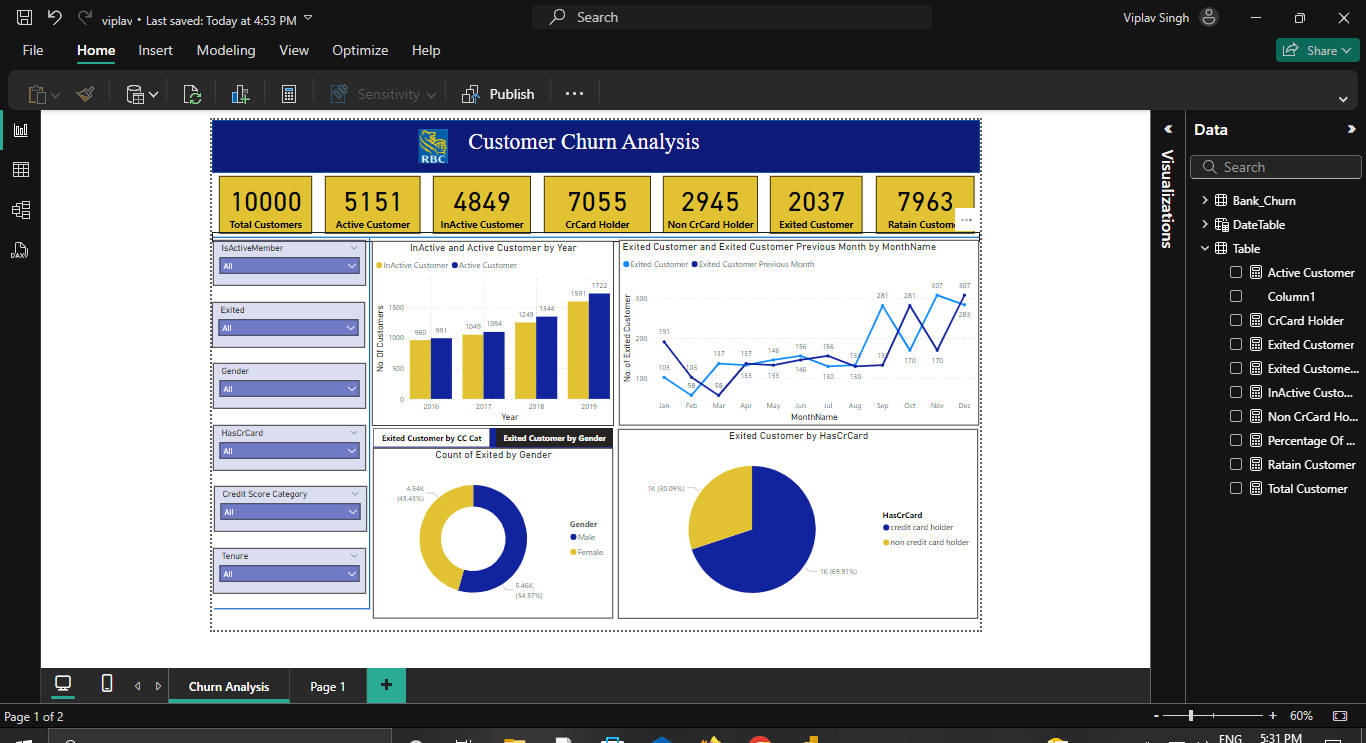 viplav • Last saved: Today at 4:53 PM
Search
Viplav Singh
File Home Insert Modeling View Optimize Help
Share
Sensitivity
Publish
Customer Churn Analysis
RBC
10000 5151 4849 7055 2945 2037 7963
Total Customers Active Customer InActive Customer CrCard Holder Non CrCard Holder Exited Customer Ratain Custome
IsActiveMember
All
Exited
All
Gender
All
HasCrCard
All
Credit Score Category
All
Tenure
All
InActive and Active Customer by Year
InActive Customer Active Customer
No. Of Customers
1500
1000
500
0
960 991 1049 1094 1249 1344 1591 1722
2016 2017 2018 2019
Year
Exited Customer and Exited Customer Previous Month by MonthName
Exited Customer Exited Customer Previous Month
No. of Exited Customer
300
200
100
191 137 137 146 156 156 133 133 281 281 307 307
103 103 58 58 133 133 146 130 130 170 170 283
Jan Feb Mar Apr May Jun July Aug Sep Oct Nov Dec
MonthName
Exited Customer by CC Cat Exited Customer by Gender
Count of Exited by Gender
4.54K
(45.43%)
5.46K
(54.57%)
Gender
Male
Female
Exited Customer by HasCrCard
1K (30.09%)
1K (69.91%)
HasCrCard
credit card holder
non credit card holder
Visualizations
Data
Search
Bank_Churn
DateTable
Table
Active Customer
Column1
CrCard Holder
Exited Customer
Exited Custome...
InActive Custo...
Non CrCard Ho...
Percentage Of ...
Ratain Customer
Total Customer
Churn Analysis
Page 1
+
Page 1 of 2
- + 60%
ENG 5:31 PM